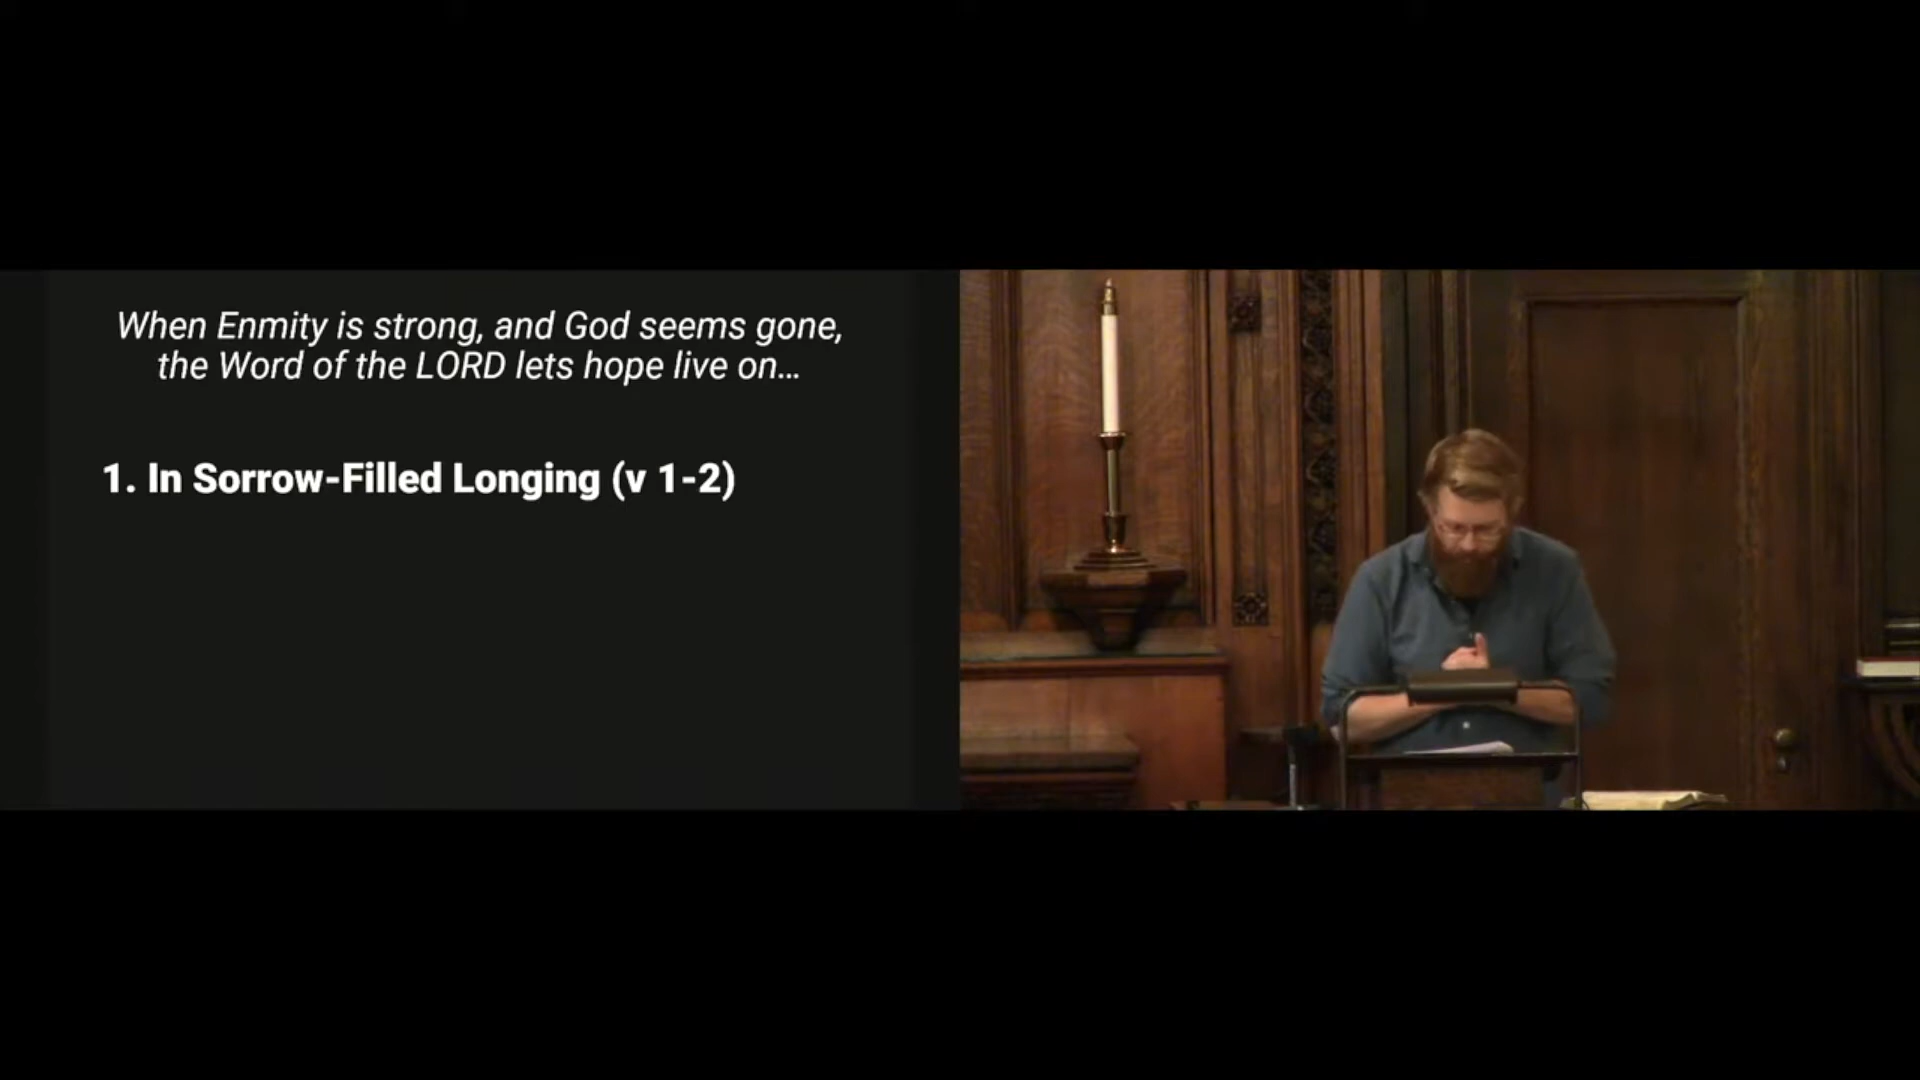 When Enmity is strong, and God seems gone,
the Word of the LORD lets hope live on...
1. In Sorrow-Filled Longing (v 1-2)